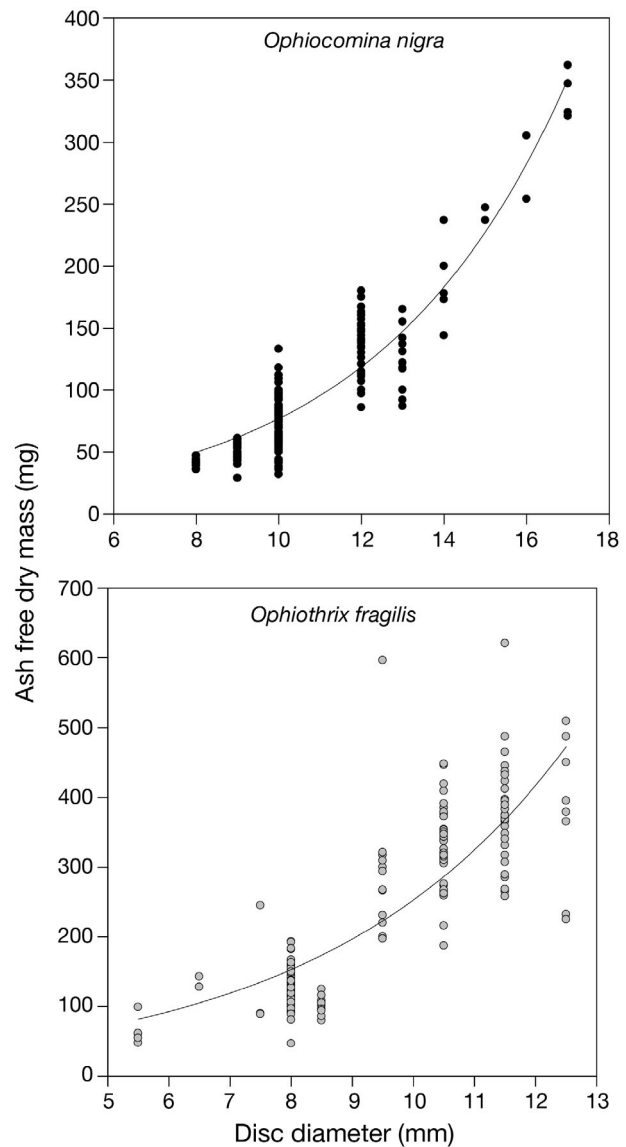 400
Ophiocomina nigra
350
300
250
200
150
100
50
0
6 8 10 12 14 16 18
Ash free dry mass (mg)
700
Ophiothrix fragilis
600
500
400
300
200
100
0
5 6 7 8 9 10 11 12 13
Disc diameter (mm)